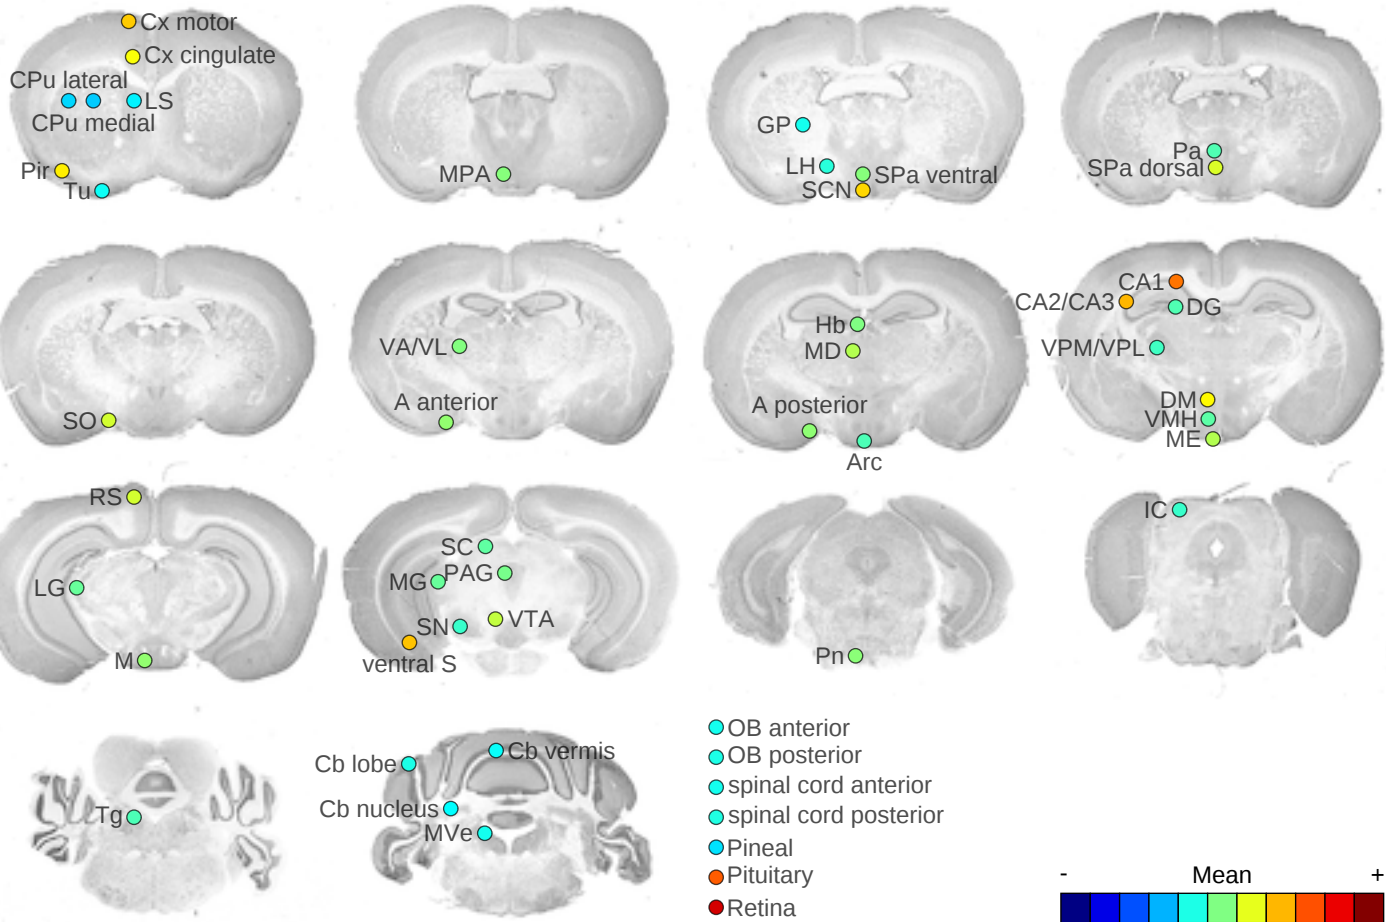 Cx motor
Cx cingulate
CPu lateral
LS
CPu medial
Pir
Tu
MPA
GP
LH
SPa ventral
SCN
Pa
SPa dorsal
SO
VA/VL
A anterior
Hb
MD
A posterior
Arc
CA1
CA2/CA3
DG
VPM/VPL
DM
VMH
ME
RS
LG
M
SC
MG
PAG
SN
VTA
ventral S
Pn
IC
Tg
Cb lobe
Cb vermis
Cb nucleus
MVe
OB anterior
OB posterior
spinal cord anterior
spinal cord posterior
Pineal
Pituitary
Retina
- Mean +